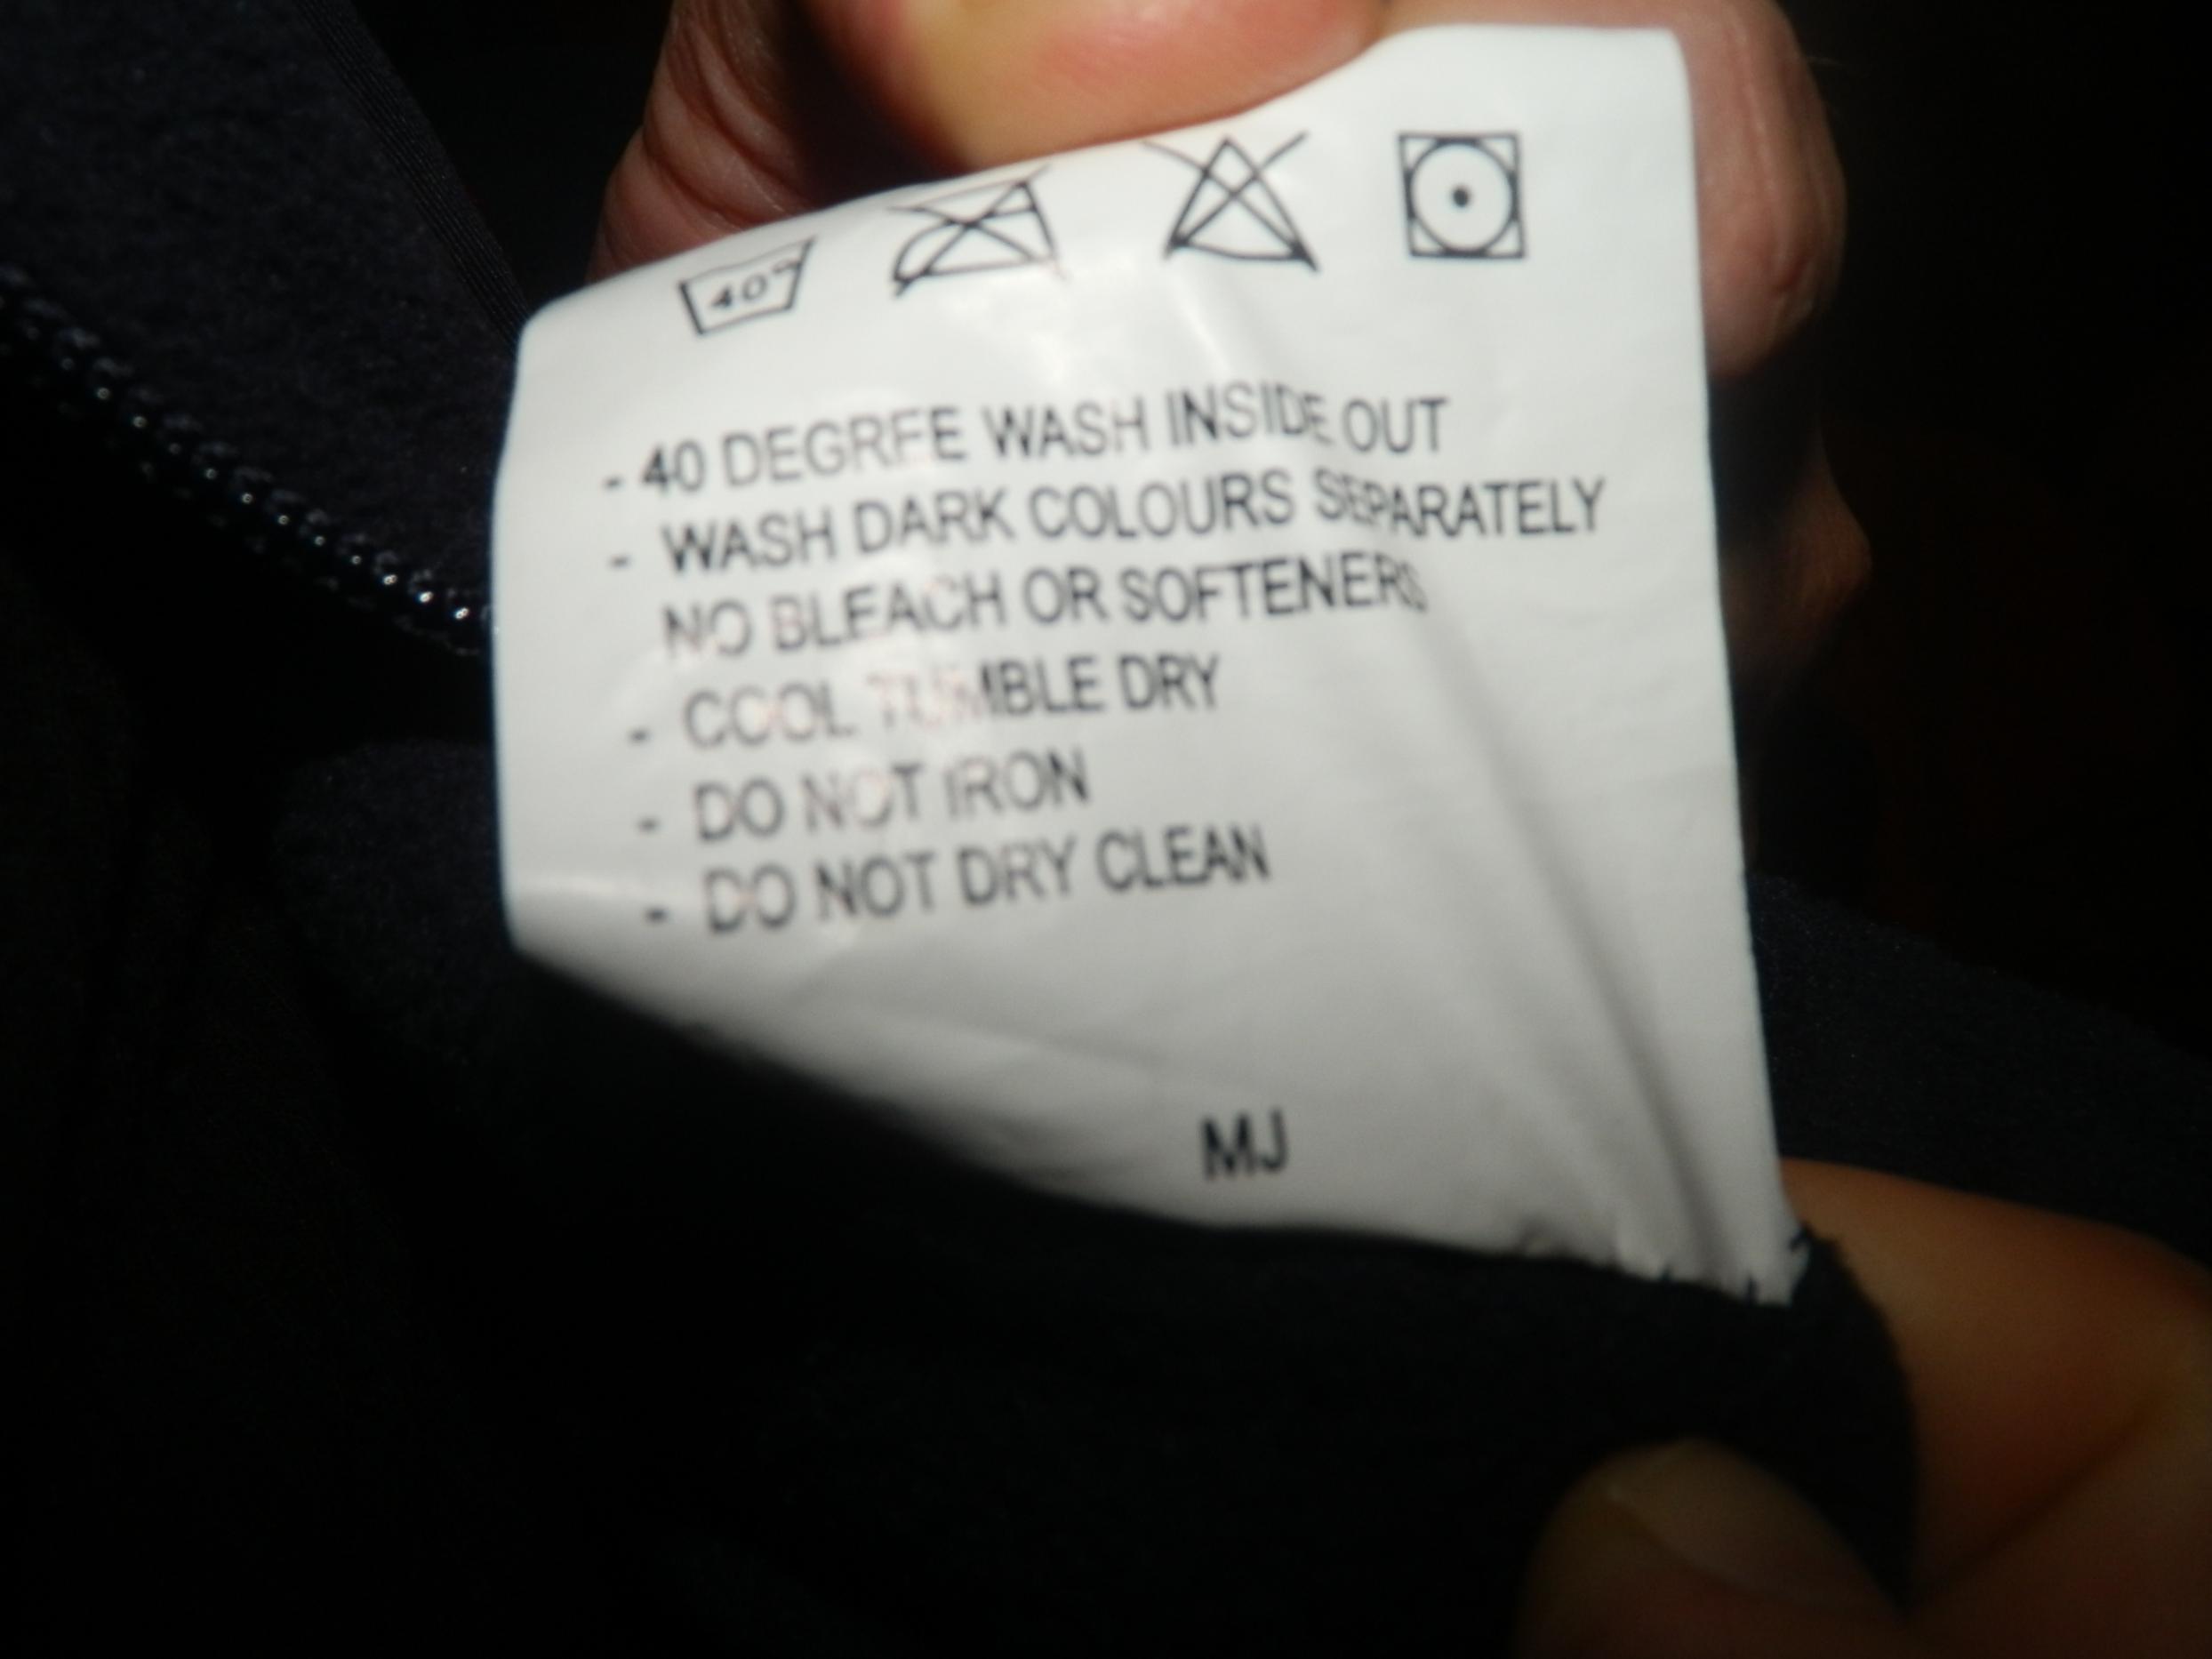 40°
- 40 DEGREE WASH INSIDE OUT
- WASH DARK COLOURS SEPARATELY
NO BLEACH OR SOFTENERS
- COOL TUMBLE DRY
- DO NOT IRON
- DO NOT DRY CLEAN
MJ